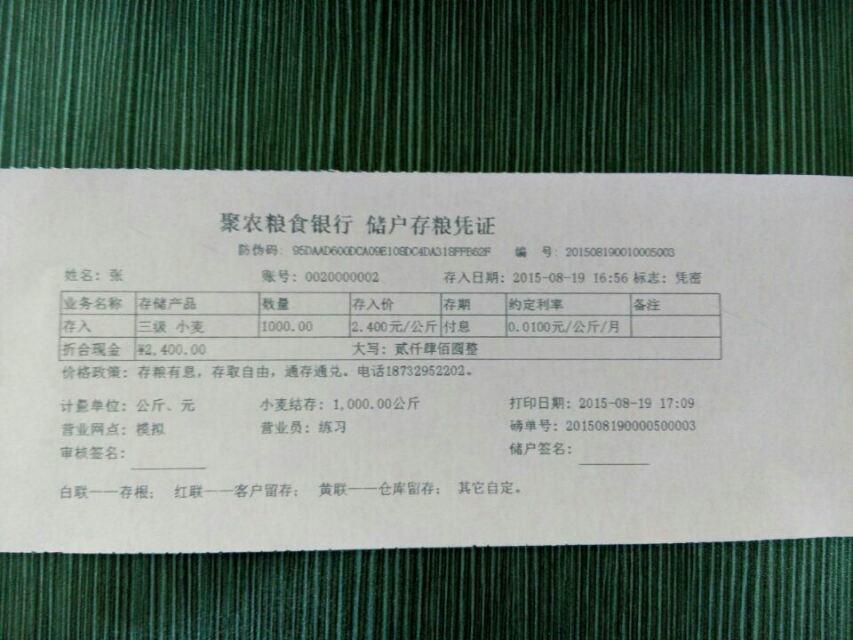 聚农粮食银行 储户存粮凭证
防伪码: 95DAAD600DCA09E108DC4DA318FFB62F 编 号: 201508190010005003
姓名: 张 账号: 0020000002 存入日期: 2015-08-19 16:56 标志: 凭密
业务名称 存储产品 数量 存入价 存期 约定利率 备注
存入 三级 小麦 1000.00 2.400元/公斤 付息 0.0100元/公斤/月
折合现金 ¥2,400.00 大写: 贰仟肆佰圆整
价格政策: 存粮有息，存取自由，通存通兑。电话18732952202。
计量单位: 公斤、元 小麦结存: 1,000.00公斤 打印日期: 2015-08-19 17:09
营业网点: 模拟 营业员: 练习 磅单号: 201508190000500003
审核签名: 储户签名:
白联——存根; 红联——客户留存; 黄联——仓库留存; 其它自定。